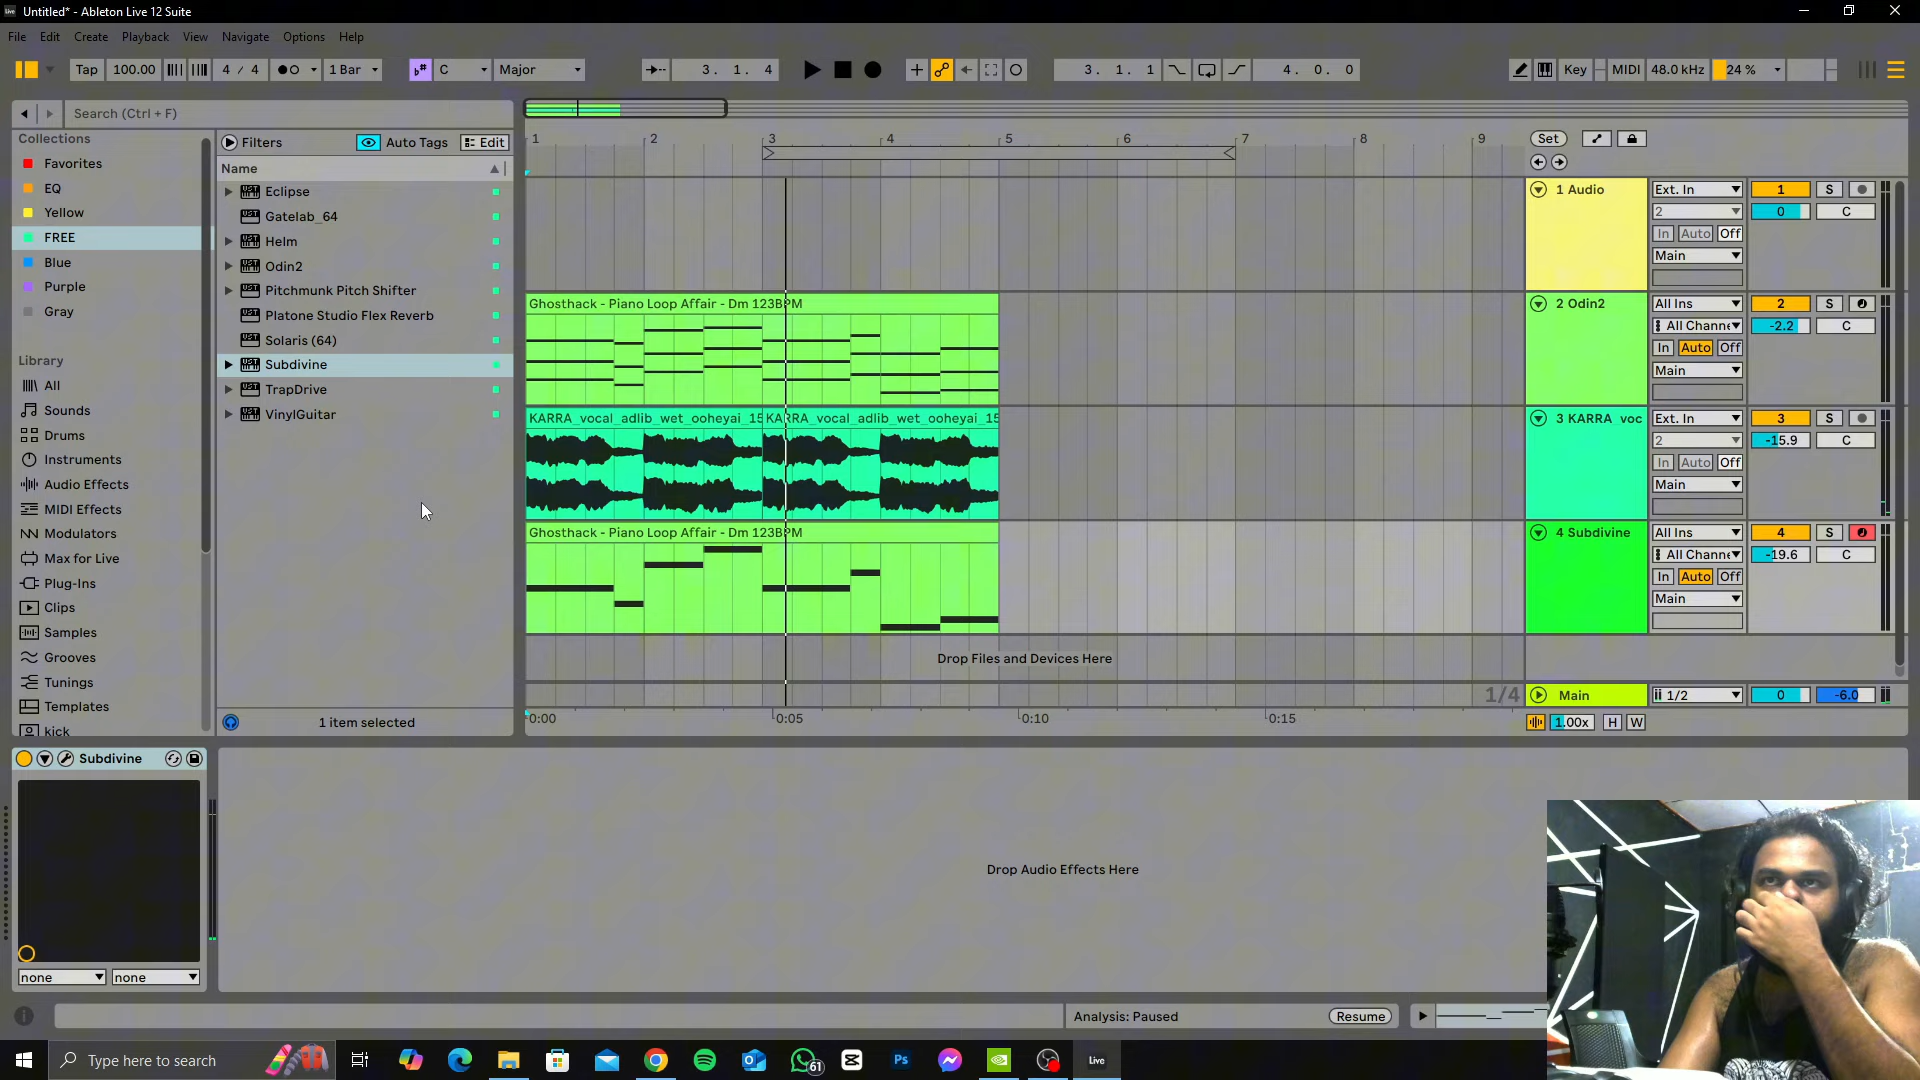 Untitled* - Ableton Live 12 Suite
File Edit Create Playback View Navigate Options Help
Tap 100.00 4 / 4 1 Bar C Major 3. 1. 4 3. 1. 1 4. 0. 0 Key MIDI 48.0 kHz 24 %
Search (Ctrl + F)
Collections
Favorites
EQ
Yellow
FREE
Blue
Purple
Gray
Library
All
Sounds
Drums
Instruments
Audio Effects
MIDI Effects
Modulators
Max for Live
Plug-Ins
Clips
Samples
Grooves
Tunings
Templates
kick
Filters Auto Tags Edit
Name
Eclipse
Gatelab_64
Helm
Odin2
Pitchmunk Pitch Shifter
Platone Studio Flex Reverb
Solaris (64)
Subdivine
TrapDrive
VinylGuitar
1 item selected
1 2 3 4 5 6 7 8 9
Set
Ghosthack - Piano Loop Affair - Dm 123BPM
KARRA_vocal_adlib_wet_ooheyai_15 KARRA_vocal_adlib_wet_ooheyai_15
Ghosthack - Piano Loop Affair - Dm 123BPM
Drop Files and Devices Here
1/4
0:00 0:05 0:10 0:15
1 Audio Ext. In 1 S
2 0 C
In Auto Off
Main
2 Odin2 All Ins 2 S
All Channe -2.2 C
In Auto Off
Main
3 KARRA voc Ext. In 3 S
2 -15.9 C
In Auto Off
Main
4 Subdivine All Ins 4 S
All Channe -19.6 C
In Auto Off
Main
Main 1/2 0 -6.0
1.00x H W
Subdivine
none none
Drop Audio Effects Here
Analysis: Paused Resume
Type here to search
Ps
61
Live